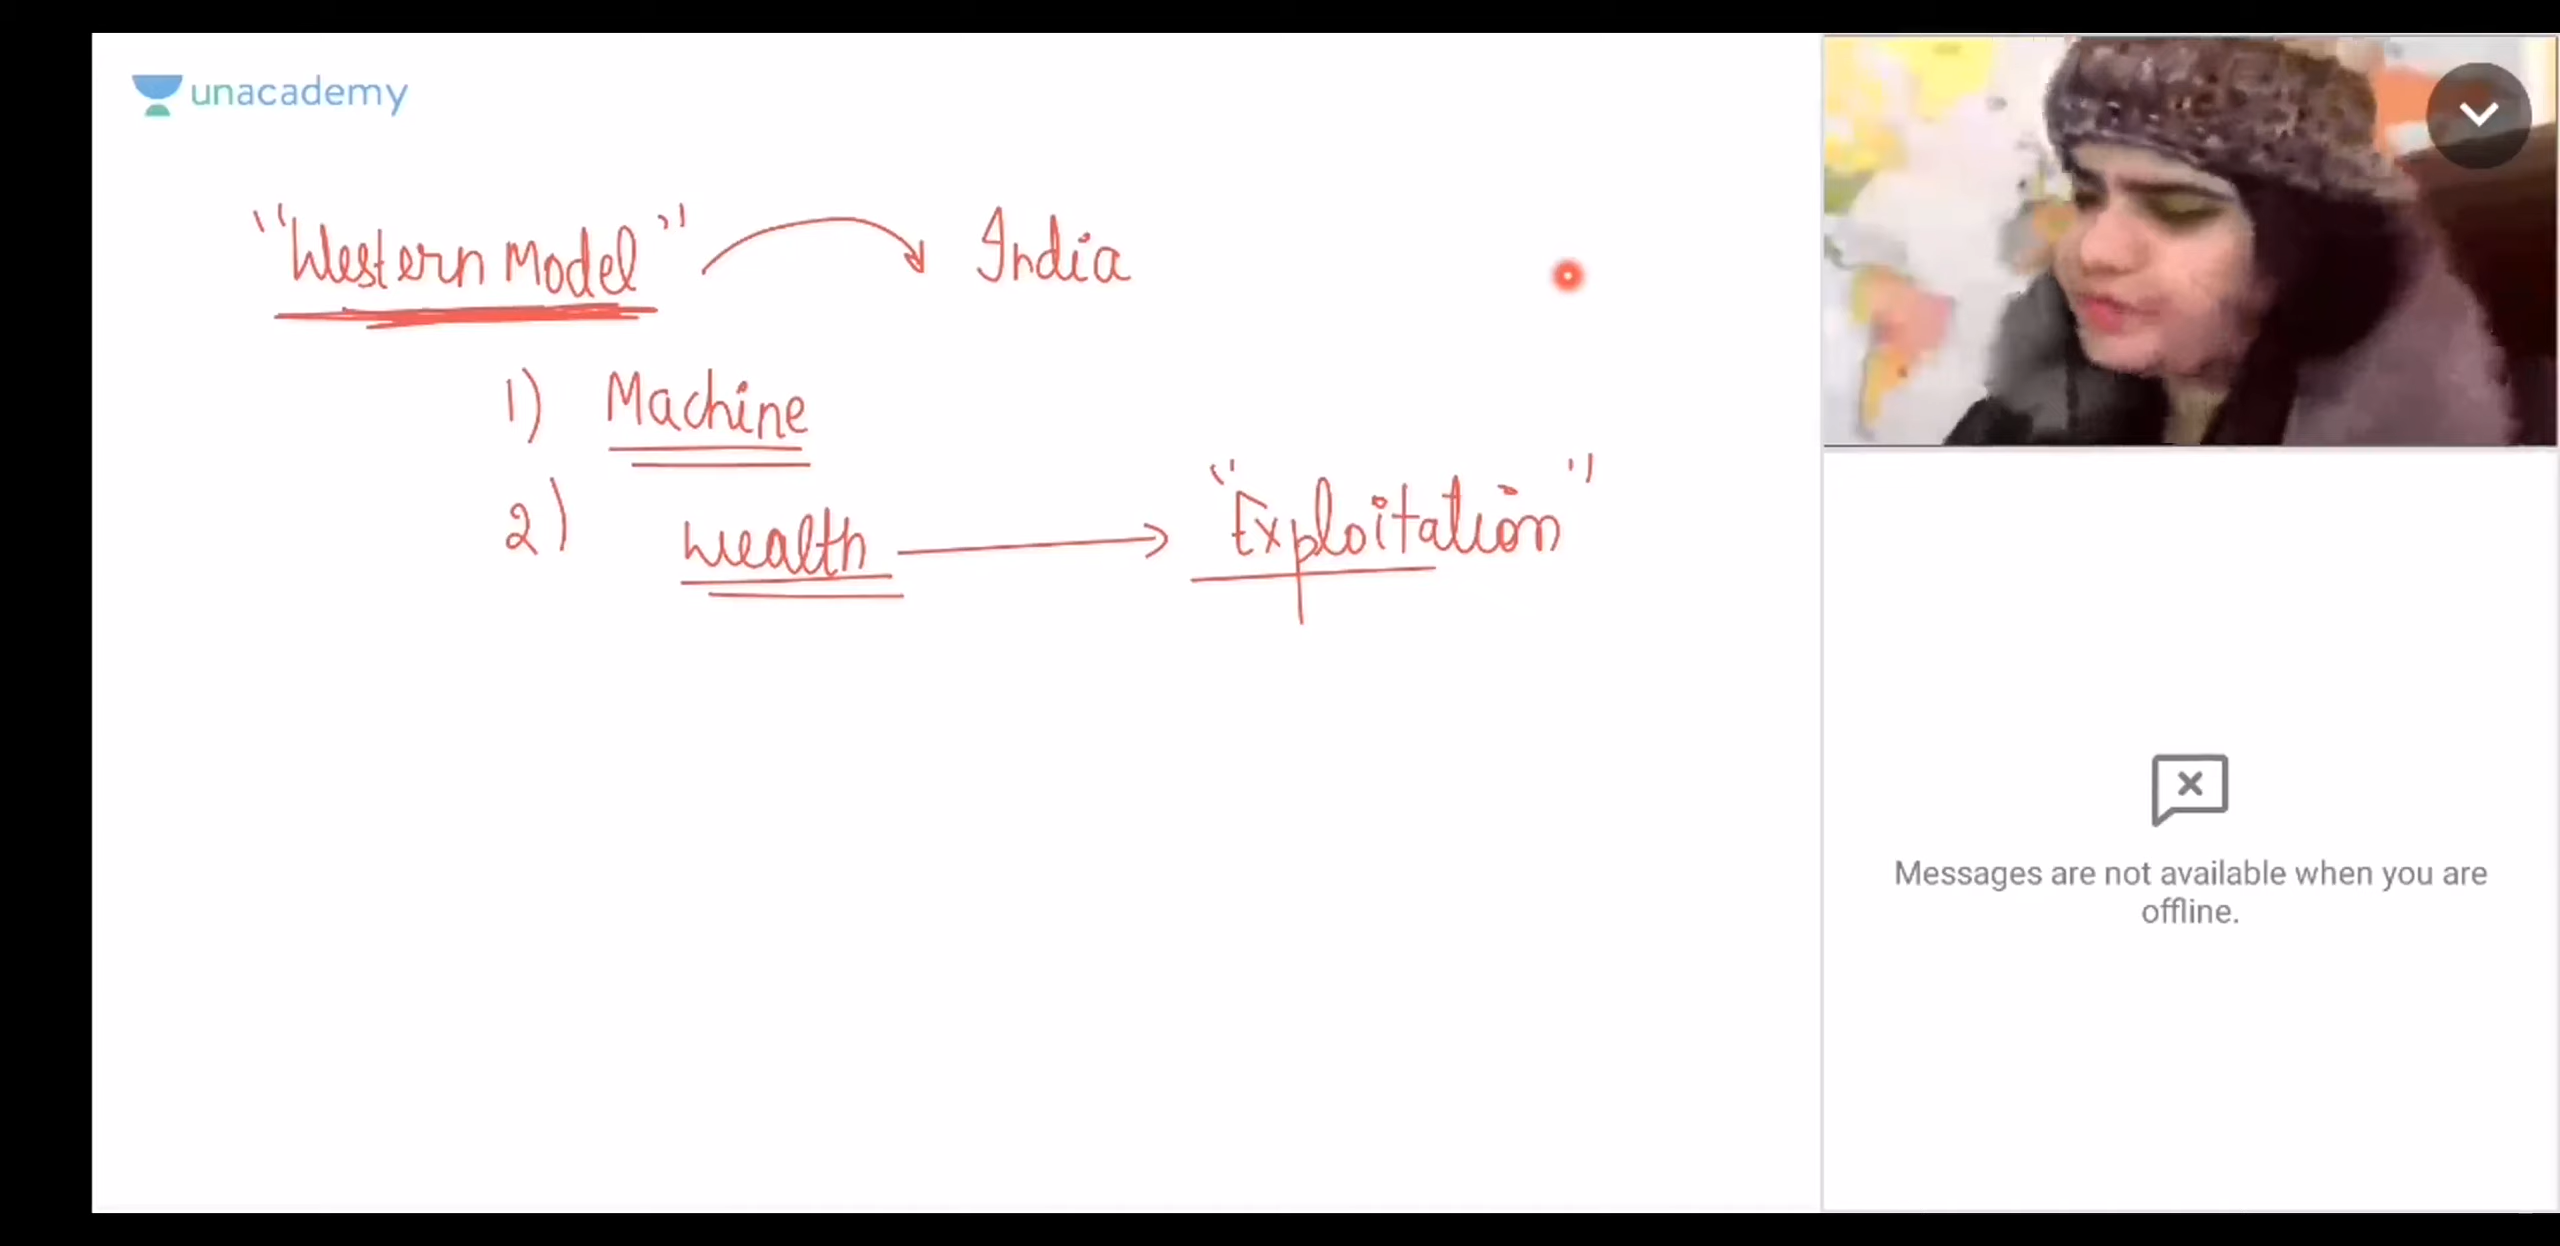 unacademy
"Western Model" India
1) Machine
2) Wealth "Exploitation"
Messages are not available when you are
offline.